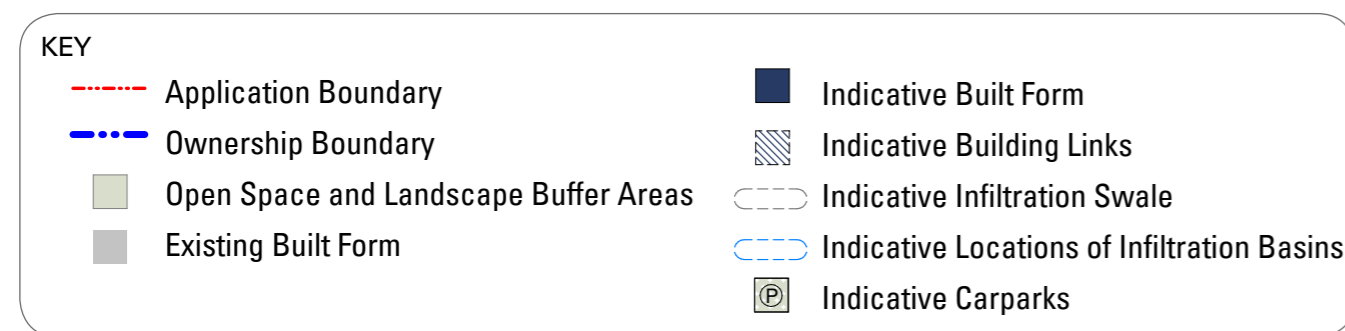 KEY
Application Boundary
Ownership Boundary
Open Space and Landscape Buffer Areas
Existing Built Form
Indicative Built Form
Indicative Building Links
Indicative Infiltration Swale
Indicative Locations of Infiltration Basins
P
Indicative Carparks